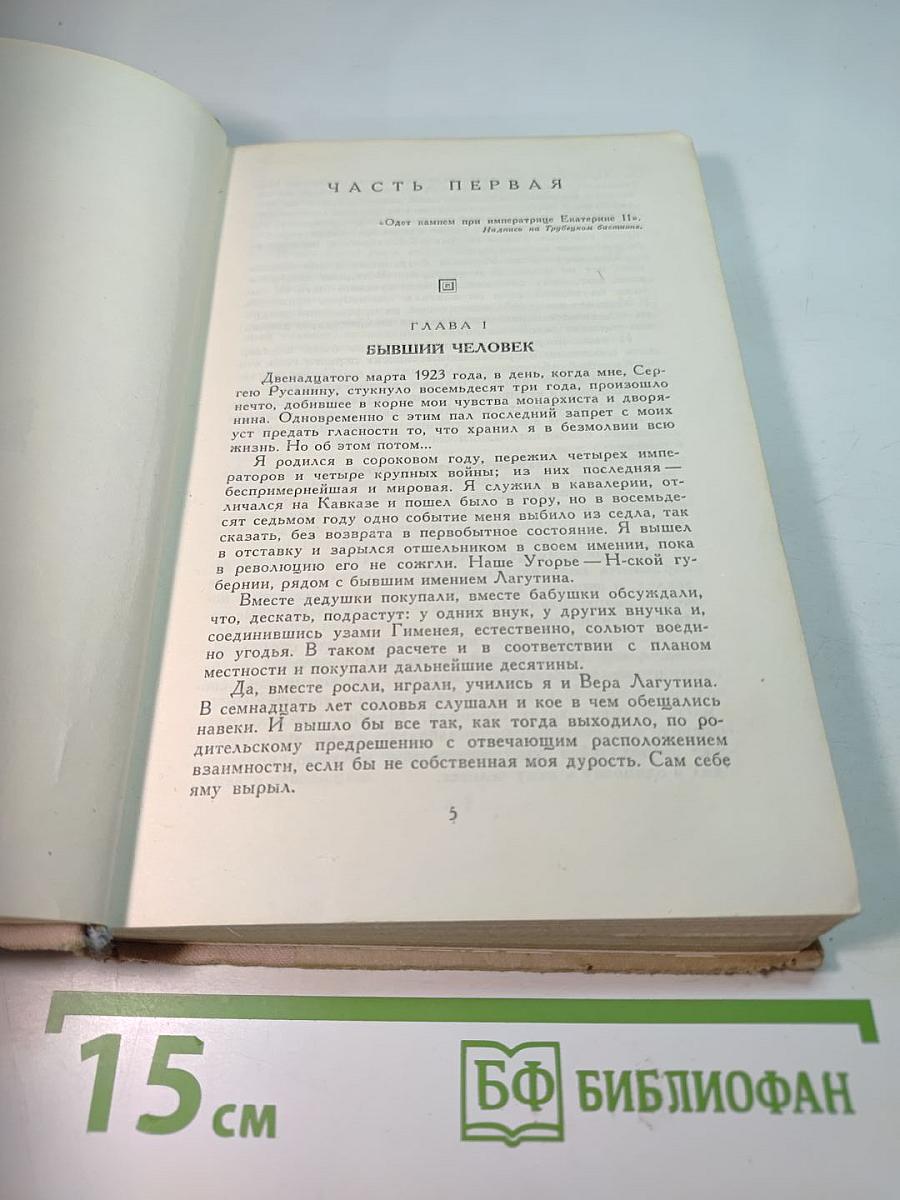 ЧАСТЬ ПЕРВАЯ
«Одет камнем при императрице Екатерине II».
Надпись на Трубецком бастионе.
ГЛАВА I
БЫВШИЙ ЧЕЛОВЕК
Двенадцатого марта 1923 года, в день, когда мне, Сер-
гею Русанину, стукнуло восемьдесят три года, произошло
нечто, добившее в корне мои чувства монархиста и дворя-
нина. Одновременно с этим пал последний запрет с моих
уст предать гласности то, что хранил я в безмолвии всю
жизнь. Но об этом потом...
Я родился в сороковом году, пережил четырех импе-
раторов и четыре крупных войны; из них последняя —
беспримернейшая и мировая. Я служил в кавалерии, от-
личался на Кавказе и пошел было в гору, но в восемьде-
сят седьмом году одно событие меня выбило из седла, так
сказать, без возврата в первобытное состояние. Я вышел
в отставку и зарылся отшельником в своем имении, пока
в революцию его не сожгли. Наше Угорье — Н-ской гу-
бернии, рядом с бывшим имением Лагутина.
Вместе дедушки покупали, вместе бабушки обсуждали,
что, дескать, подрастут: у одних внук, у других внучка и,
соединившись узами Гименея, естественно, сольют воеди-
но угодья. В таком расчете и в соответствии с планом
местности и покупали дальнейшие десятины.
Да, вместе росли, играли, учились я и Вера Лагутина.
В семнадцать лет соловья слушали и кое в чем обещались
навеки. И вышло бы все так, как тогда выходило, по ро-
дительскому предрешению с отвечающим расположением
взаимности, если бы не собственная моя дурость. Сам себе
яму вырыл.
5
15 см
БФ БИБЛИОФАН